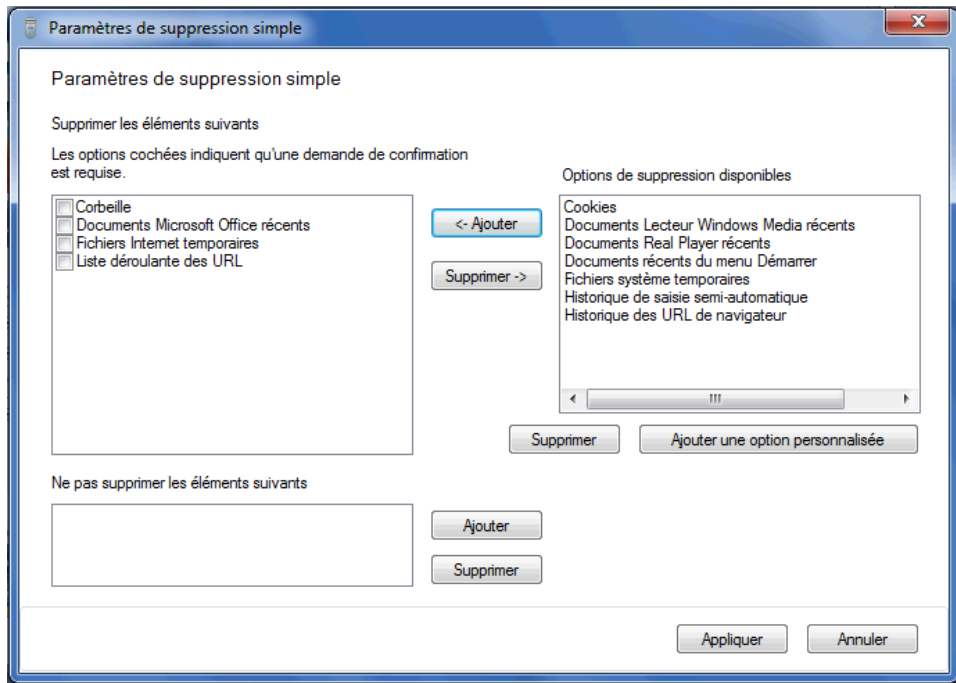 Paramètres de suppression simple
Paramètres de suppression simple
Supprimer les éléments suivants
Les options cochées indiquent qu'une demande de confirmation
est requise.
Corbeille
Documents Microsoft Office récents
Fichiers Internet temporaires
Liste déroulante des URL
<- Ajouter
Supprimer ->
Options de suppression disponibles
Cookies
Documents Lecteur Windows Media récents
Documents Real Player récents
Documents récents du menu Démarrer
Fichiers système temporaires
Historique de saisie semi-automatique
Historique des URL de navigateur
Supprimer
Ajouter une option personnalisée
Ne pas supprimer les éléments suivants
Ajouter
Supprimer
Appliquer
Annuler